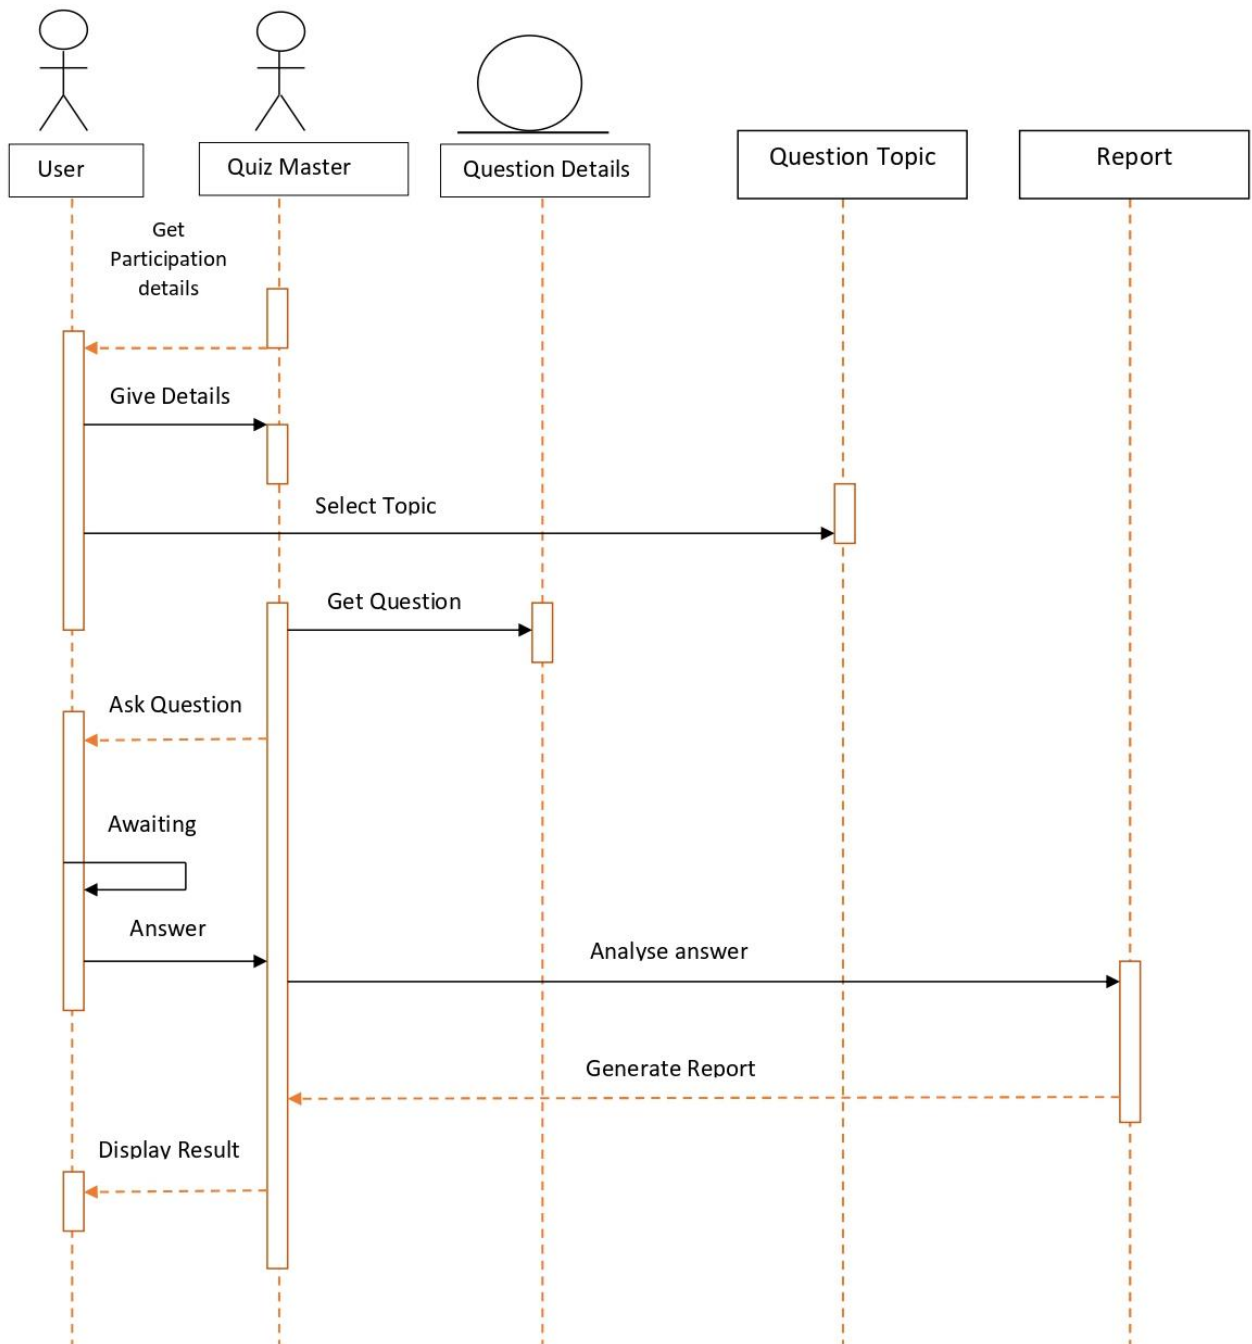 User
Quiz Master
Question Details
Question Topic
Report
Get
Participation
details
Give Details
Select Topic
Get Question
Ask Question
Awaiting
Answer
Analyse answer
Generate Report
Display Result